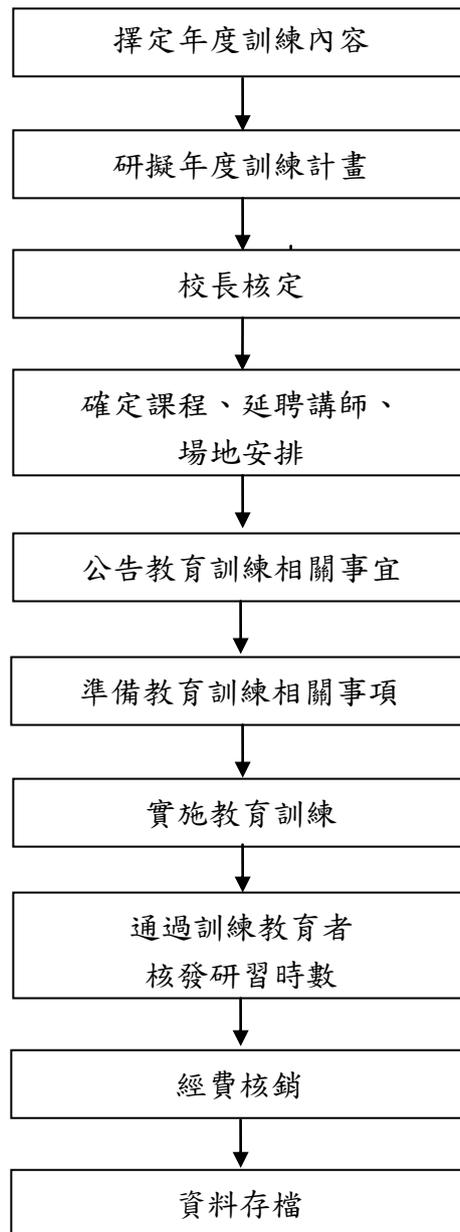 擇定年度訓練內容
研擬年度訓練計畫
校長核定
確定課程、延聘講師、
場地安排
公告教育訓練相關事宜
準備教育訓練相關事項
實施教育訓練
通過訓練教育者
核發研習時數
經費核銷
資料存檔